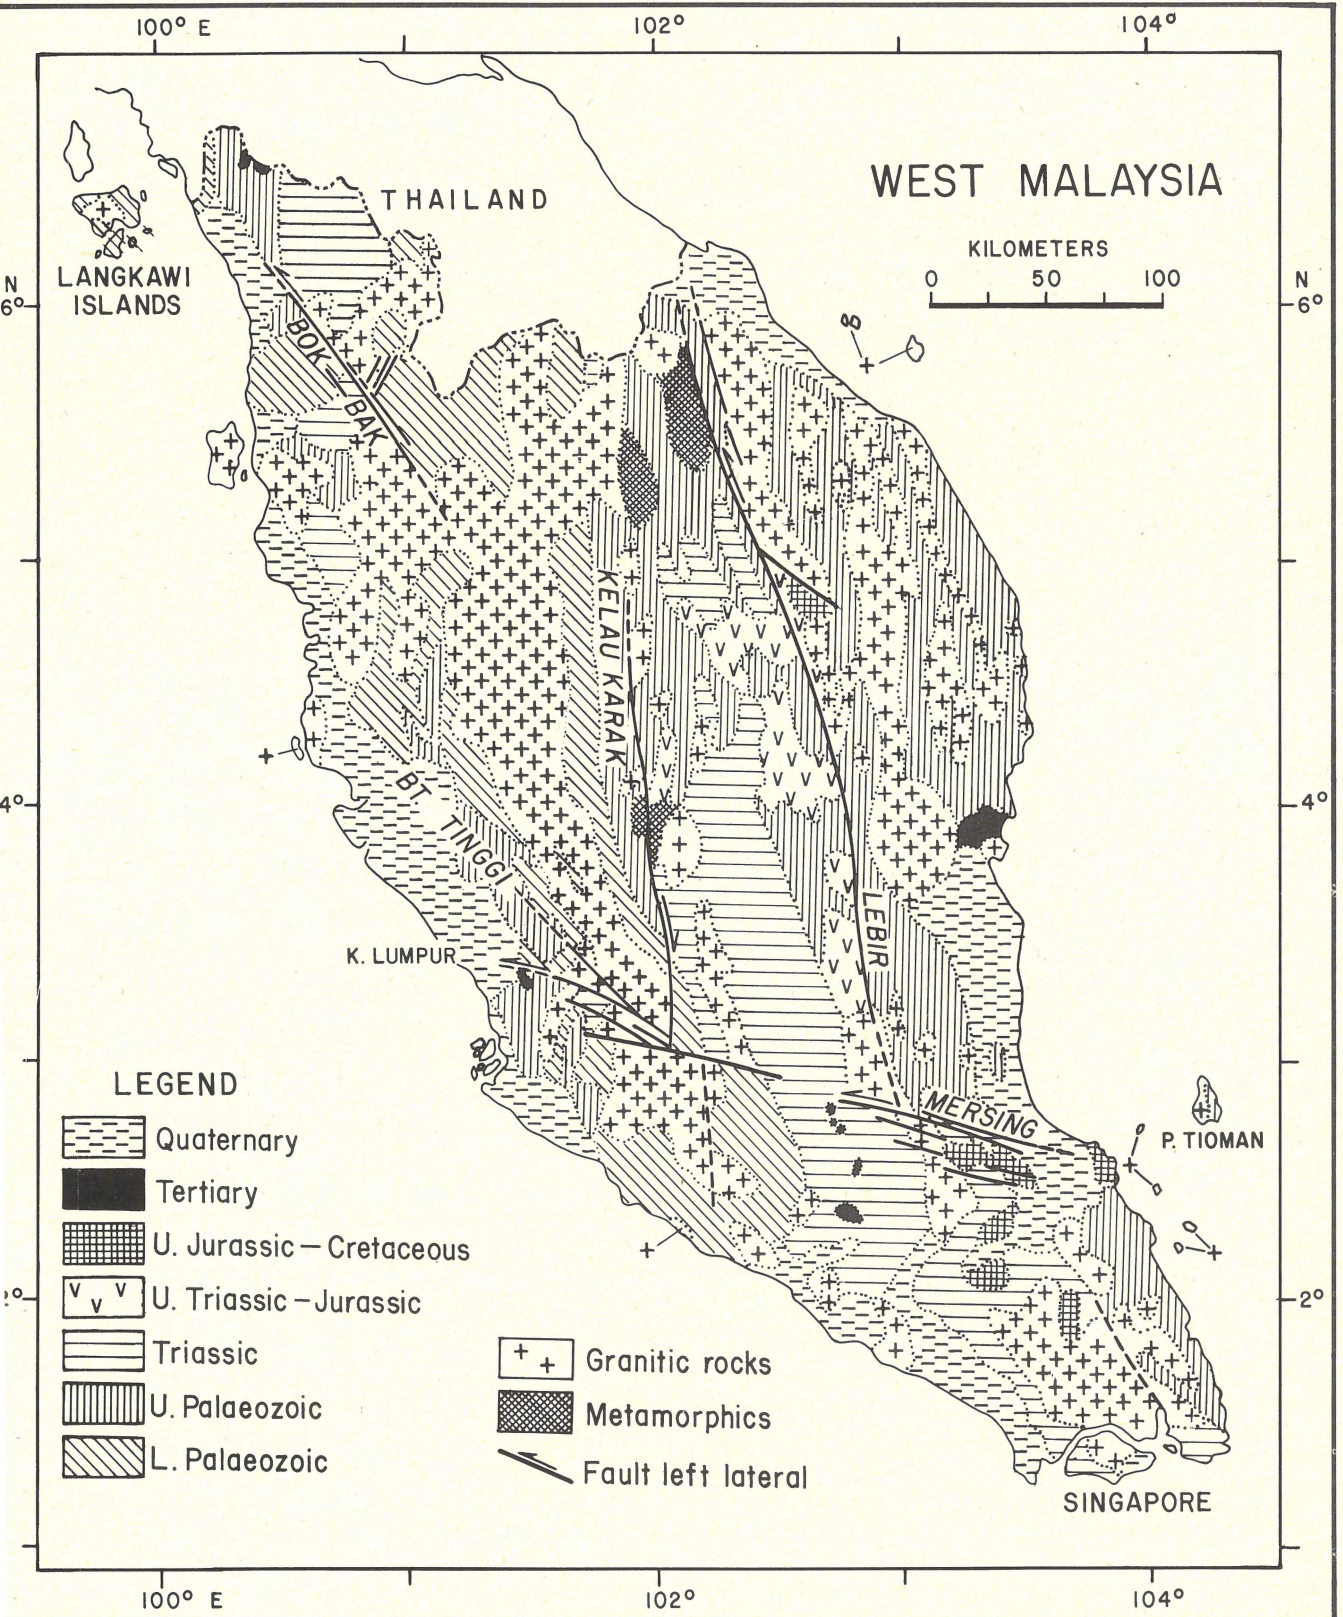 100° E 102° 104°
WEST MALAYSIA
THAILAND
KILOMETERS
0 50 100
LANGKAWI
ISLANDS
N N
6° 6°
BOK – BAK
KELAU KARAK
4° 4°
BT. TINGGI
LEBIR
K. LUMPUR
MERSING
P. TIOMAN
2° 2°
LEGEND
Quaternary
Tertiary
U. Jurassic – Cretaceous
U. Triassic – Jurassic
Triassic
U. Palaeozoic
L. Palaeozoic
Granitic rocks
Metamorphics
Fault left lateral
SINGAPORE
100° E 102° 104°